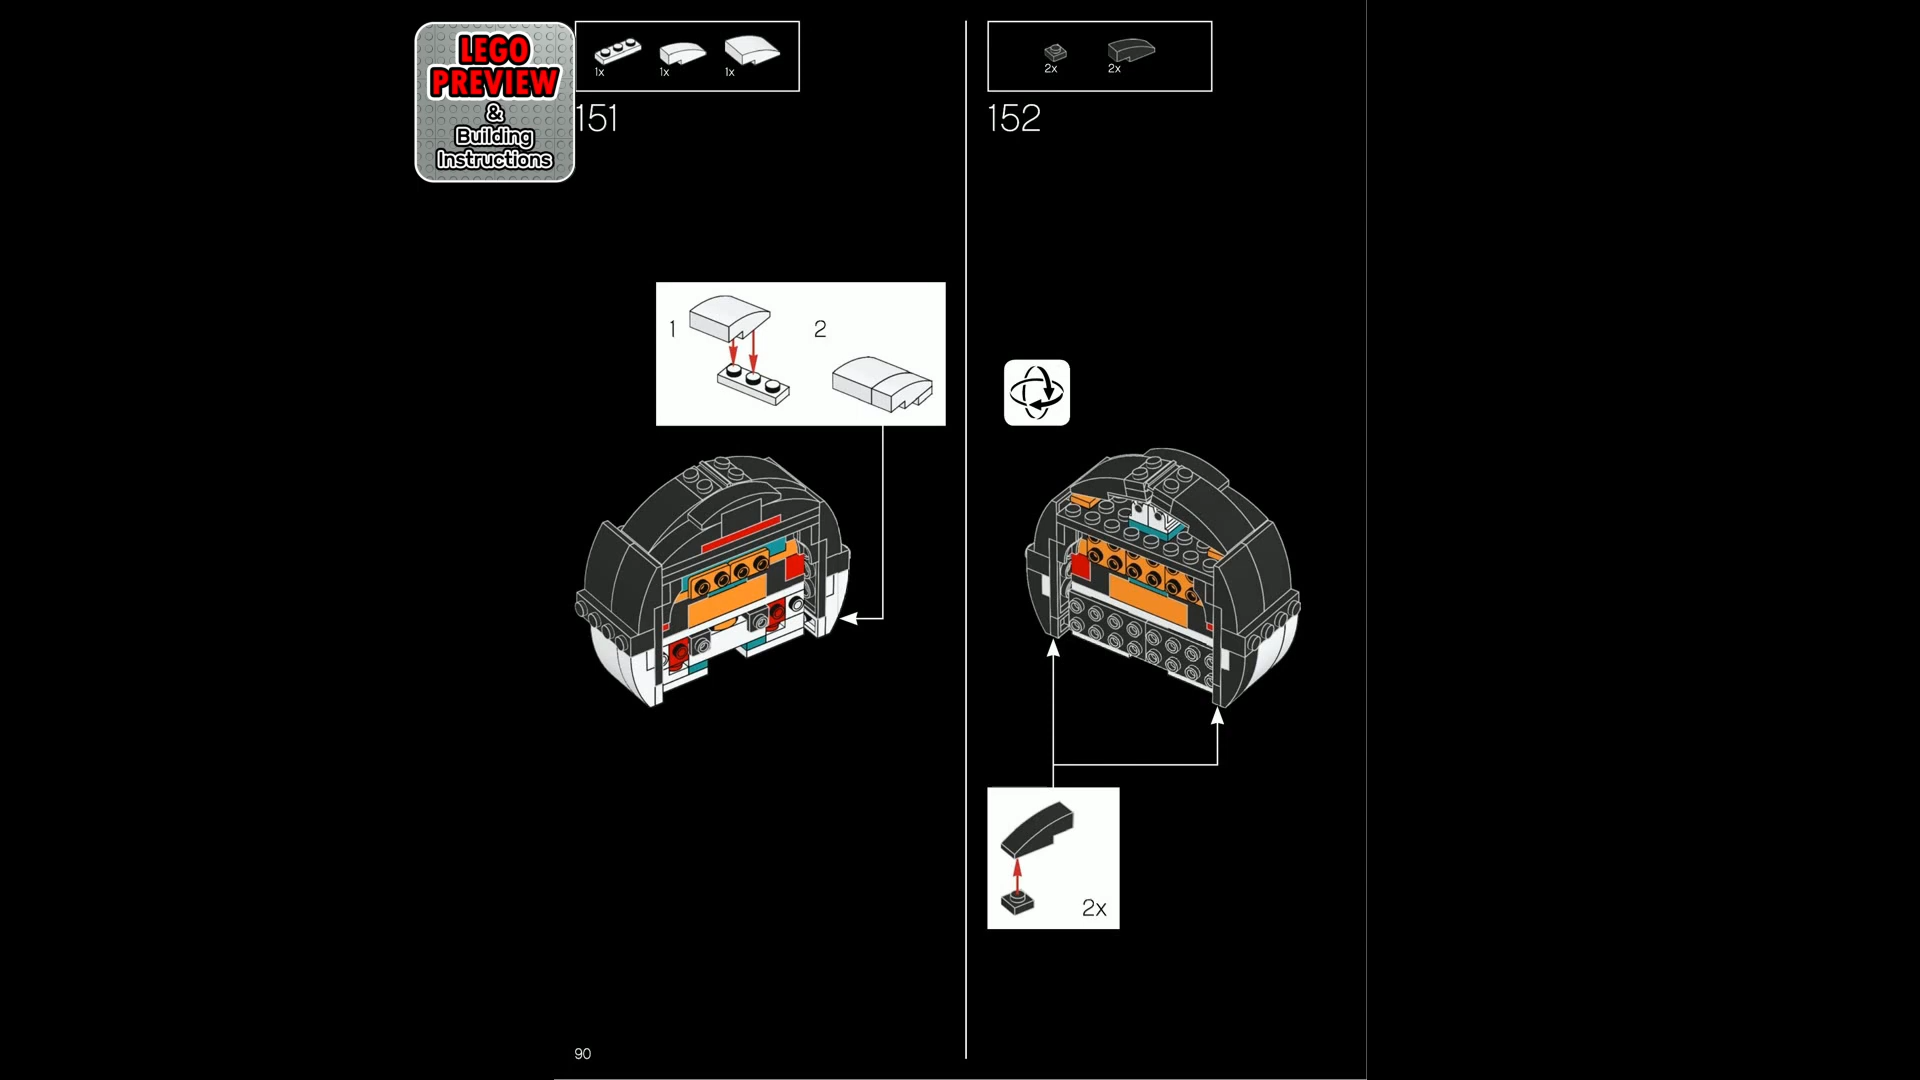 LEGO
PREVIEW
&
Building
Instructions
1x
1x
1x
151
1
2
90
2x
2x
152
2x